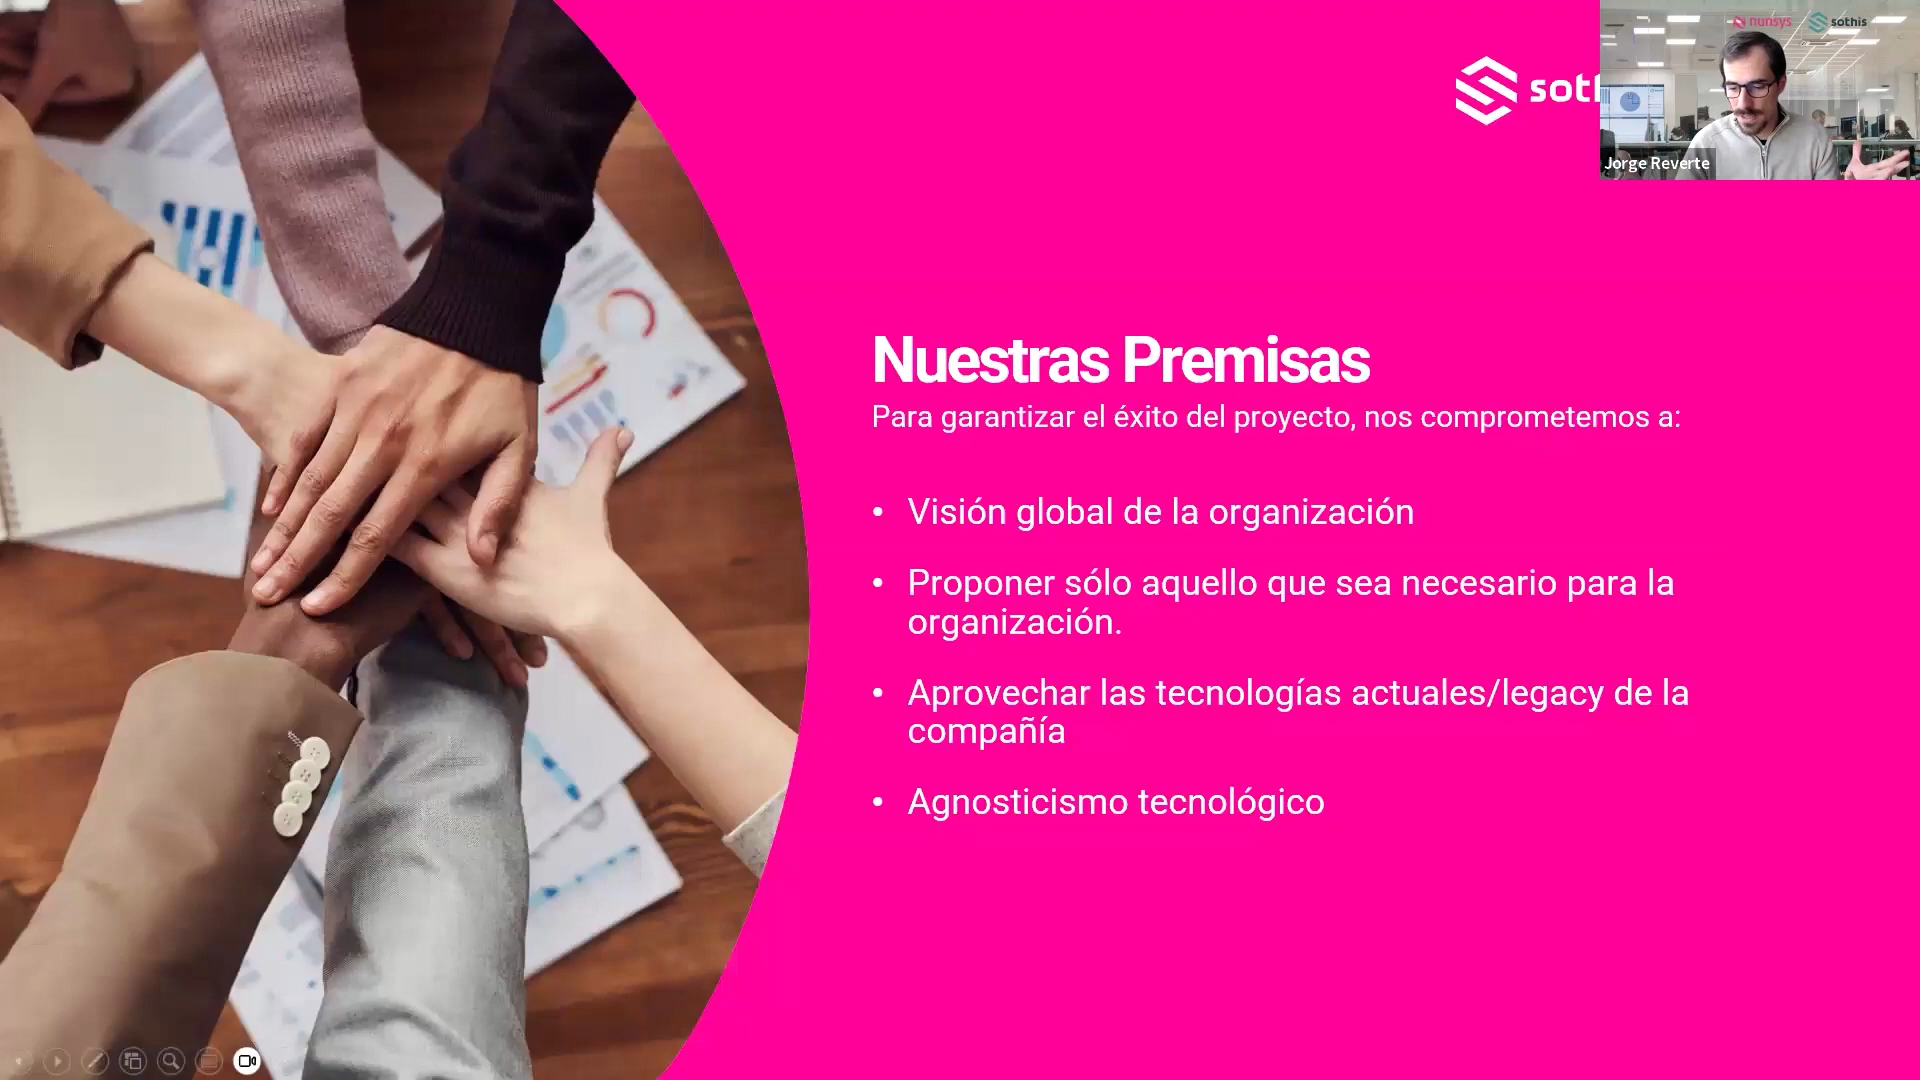 nunsys sothis
soth
Jorge Reverte
Nuestras Premisas
Para garantizar el éxito del proyecto, nos comprometemos a:
• Visión global de la organización
• Proponer sólo aquello que sea necesario para la
organización.
• Aprovechar las tecnologías actuales/legacy de la
compañía
• Agnosticismo tecnológico